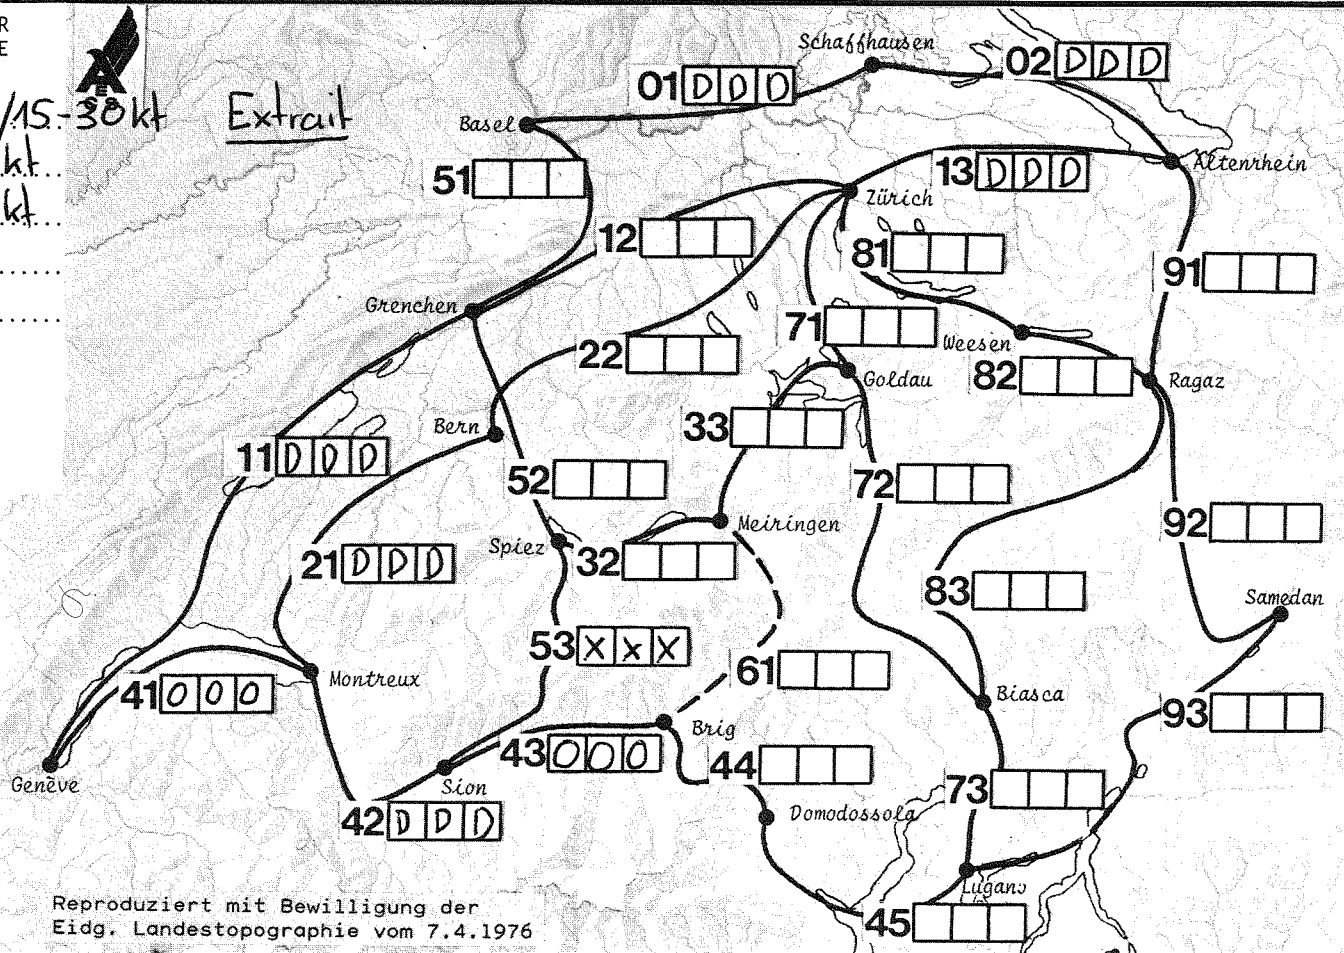 R
E
/15-38kt
kt
kt
Extrait
Schaffhausen
02 D D D
01 D D D
Basel
51
13 D D D
Altenrhein
Zürich
12
81
91
Grenchen
71
Weesen
22
82
Ragaz
Goldau
33
Bern
11 D D D
52
72
92
Meiringen
Spiez
32
21 D D D
83
Samedan
53 X X X
61
Montreux
41 0 0 0
Biasca
93
Brig
43 0 0 0
44
Genève
Sion
73
42 D D D
Domodossola
Lugano
45
Reproduziert mit Bewilligung der
Eidg. Landestopographie vom 7.4.1976